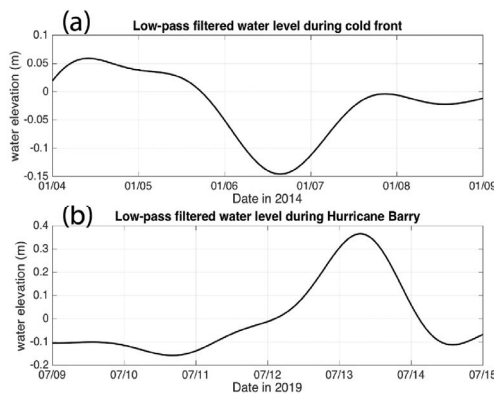 (a)
Low-pass filtered water level during cold front
water elevation (m)
0.1
0.05
0
-0.05
-0.1
-0.15
01/04 01/05 01/06 01/07 01/08 01/09
Date in 2014
(b)
Low-pass filtered water level during Hurricane Barry
water elevation (m)
0.4
0.3
0.2
0.1
0
-0.1
-0.2
07/09 07/10 07/11 07/12 07/13 07/14 07/15
Date in 2019